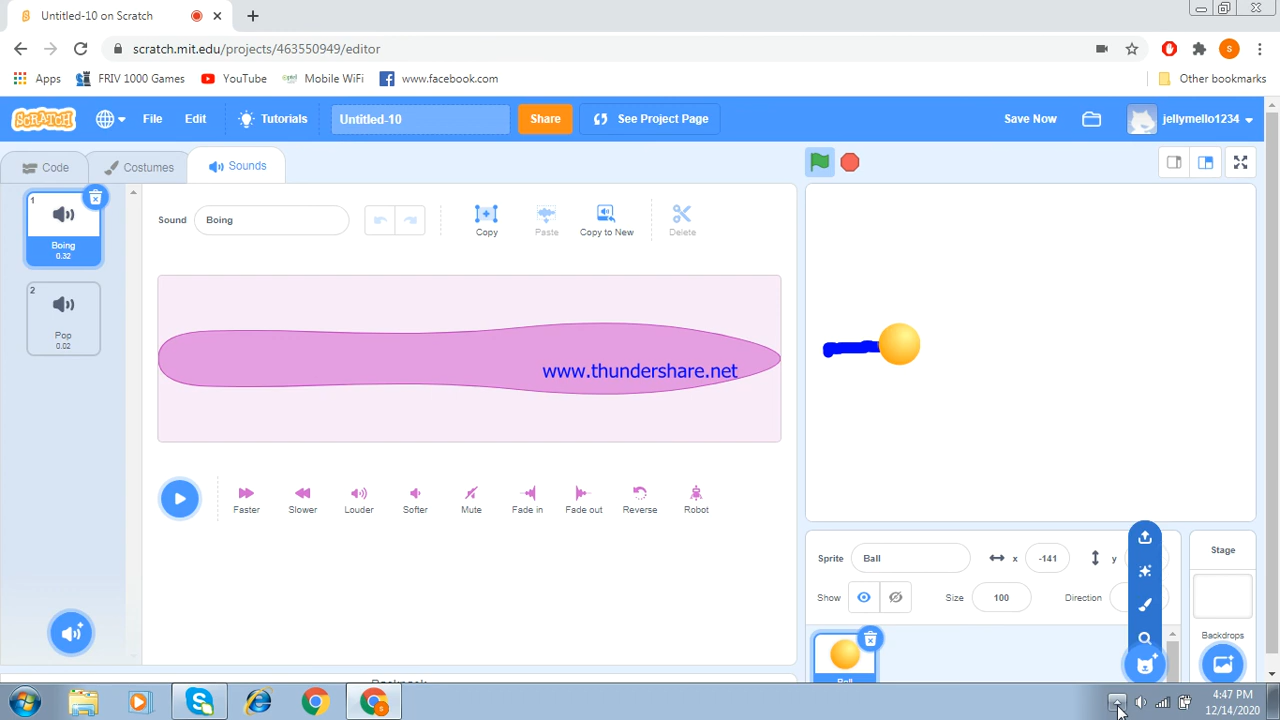 Untitled-10 on Scratch
scratch.mit.edu/projects/463550949/editor
S
Apps
FRIV 1000 Games
YouTube
Mobile WiFi
www.facebook.com
Other bookmarks
SCRATCH
File
Edit
Tutorials
Untitled-10
Share
See Project Page
Save Now
jellymello1234
Code
Costumes
Sounds
1
Boing
0.32
2
Pop
0.02
Sound
Boing
Copy
Paste
Copy to New
Delete
www.thundershare.net
Faster
Slower
Louder
Softer
Mute
Fade in
Fade out
Reverse
Robot
Sprite
Ball
x
-141
y
Show
Size
100
Direction
Ball
Stage
Backdrops
Backpack
4:47 PM
12/14/2020